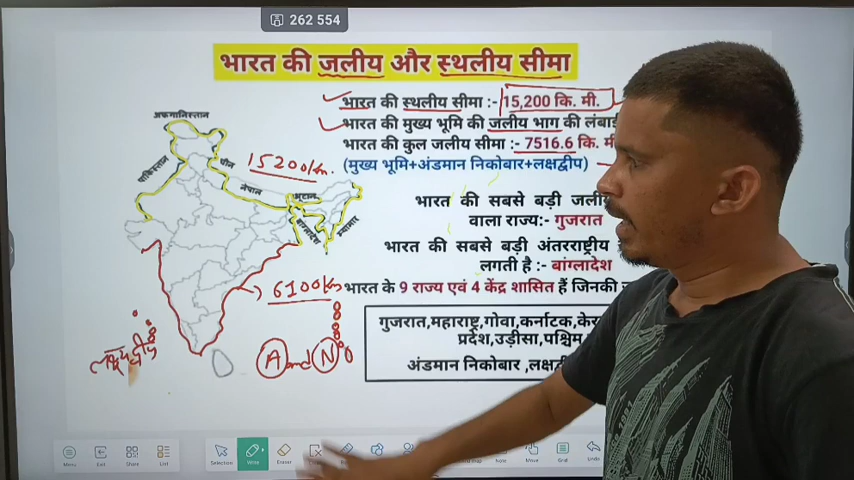 262 554
भारत की जलीय और स्थलीय सीमा
भारत की स्थलीय सीमा :- 15,200 कि. मी.
भारत की मुख्य भूमि की जलीय भाग की लंबाई
भारत की कुल जलीय सीमा :- 7516.6 कि. मी
(मुख्य भूमि+अंडमान निकोबार+लक्षद्वीप)
भारत की सबसे बड़ी जलीय
वाला राज्य:- गुजरात
भारत की सबसे बड़ी अंतरराष्ट्रीय
लगती है :- बांग्लादेश
भारत के 9 राज्य एवं 4 केंद्र शासित हैं जिनकी
गुजरात,महाराष्ट्र,गोवा,कर्नाटक,केर
प्रदेश,उड़ीसा,पश्चिम
अंडमान निकोबार ,लक्षद्वी
अफगानिस्तान
पाकिस्तान
चीन
15200km.
नेपाल
भूटान
बांग्लादेश
म्यांमार
6100km
A and N
लक्षद्वीप
Menu Exit Share List Selection Write Eraser Move Grid Undo